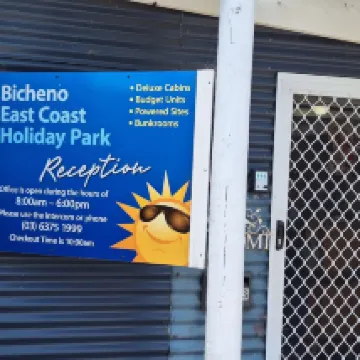 Bicheno
East Coast
Holiday Park
• Deluxe Cabins
• Budget Units
• Powered Sites
• Bunkrooms
Reception
Office is open during the hours of
8:00am – 6:00pm
Please use the intercom or phone
(03) 6375 1999
Checkout Time is 10:00am